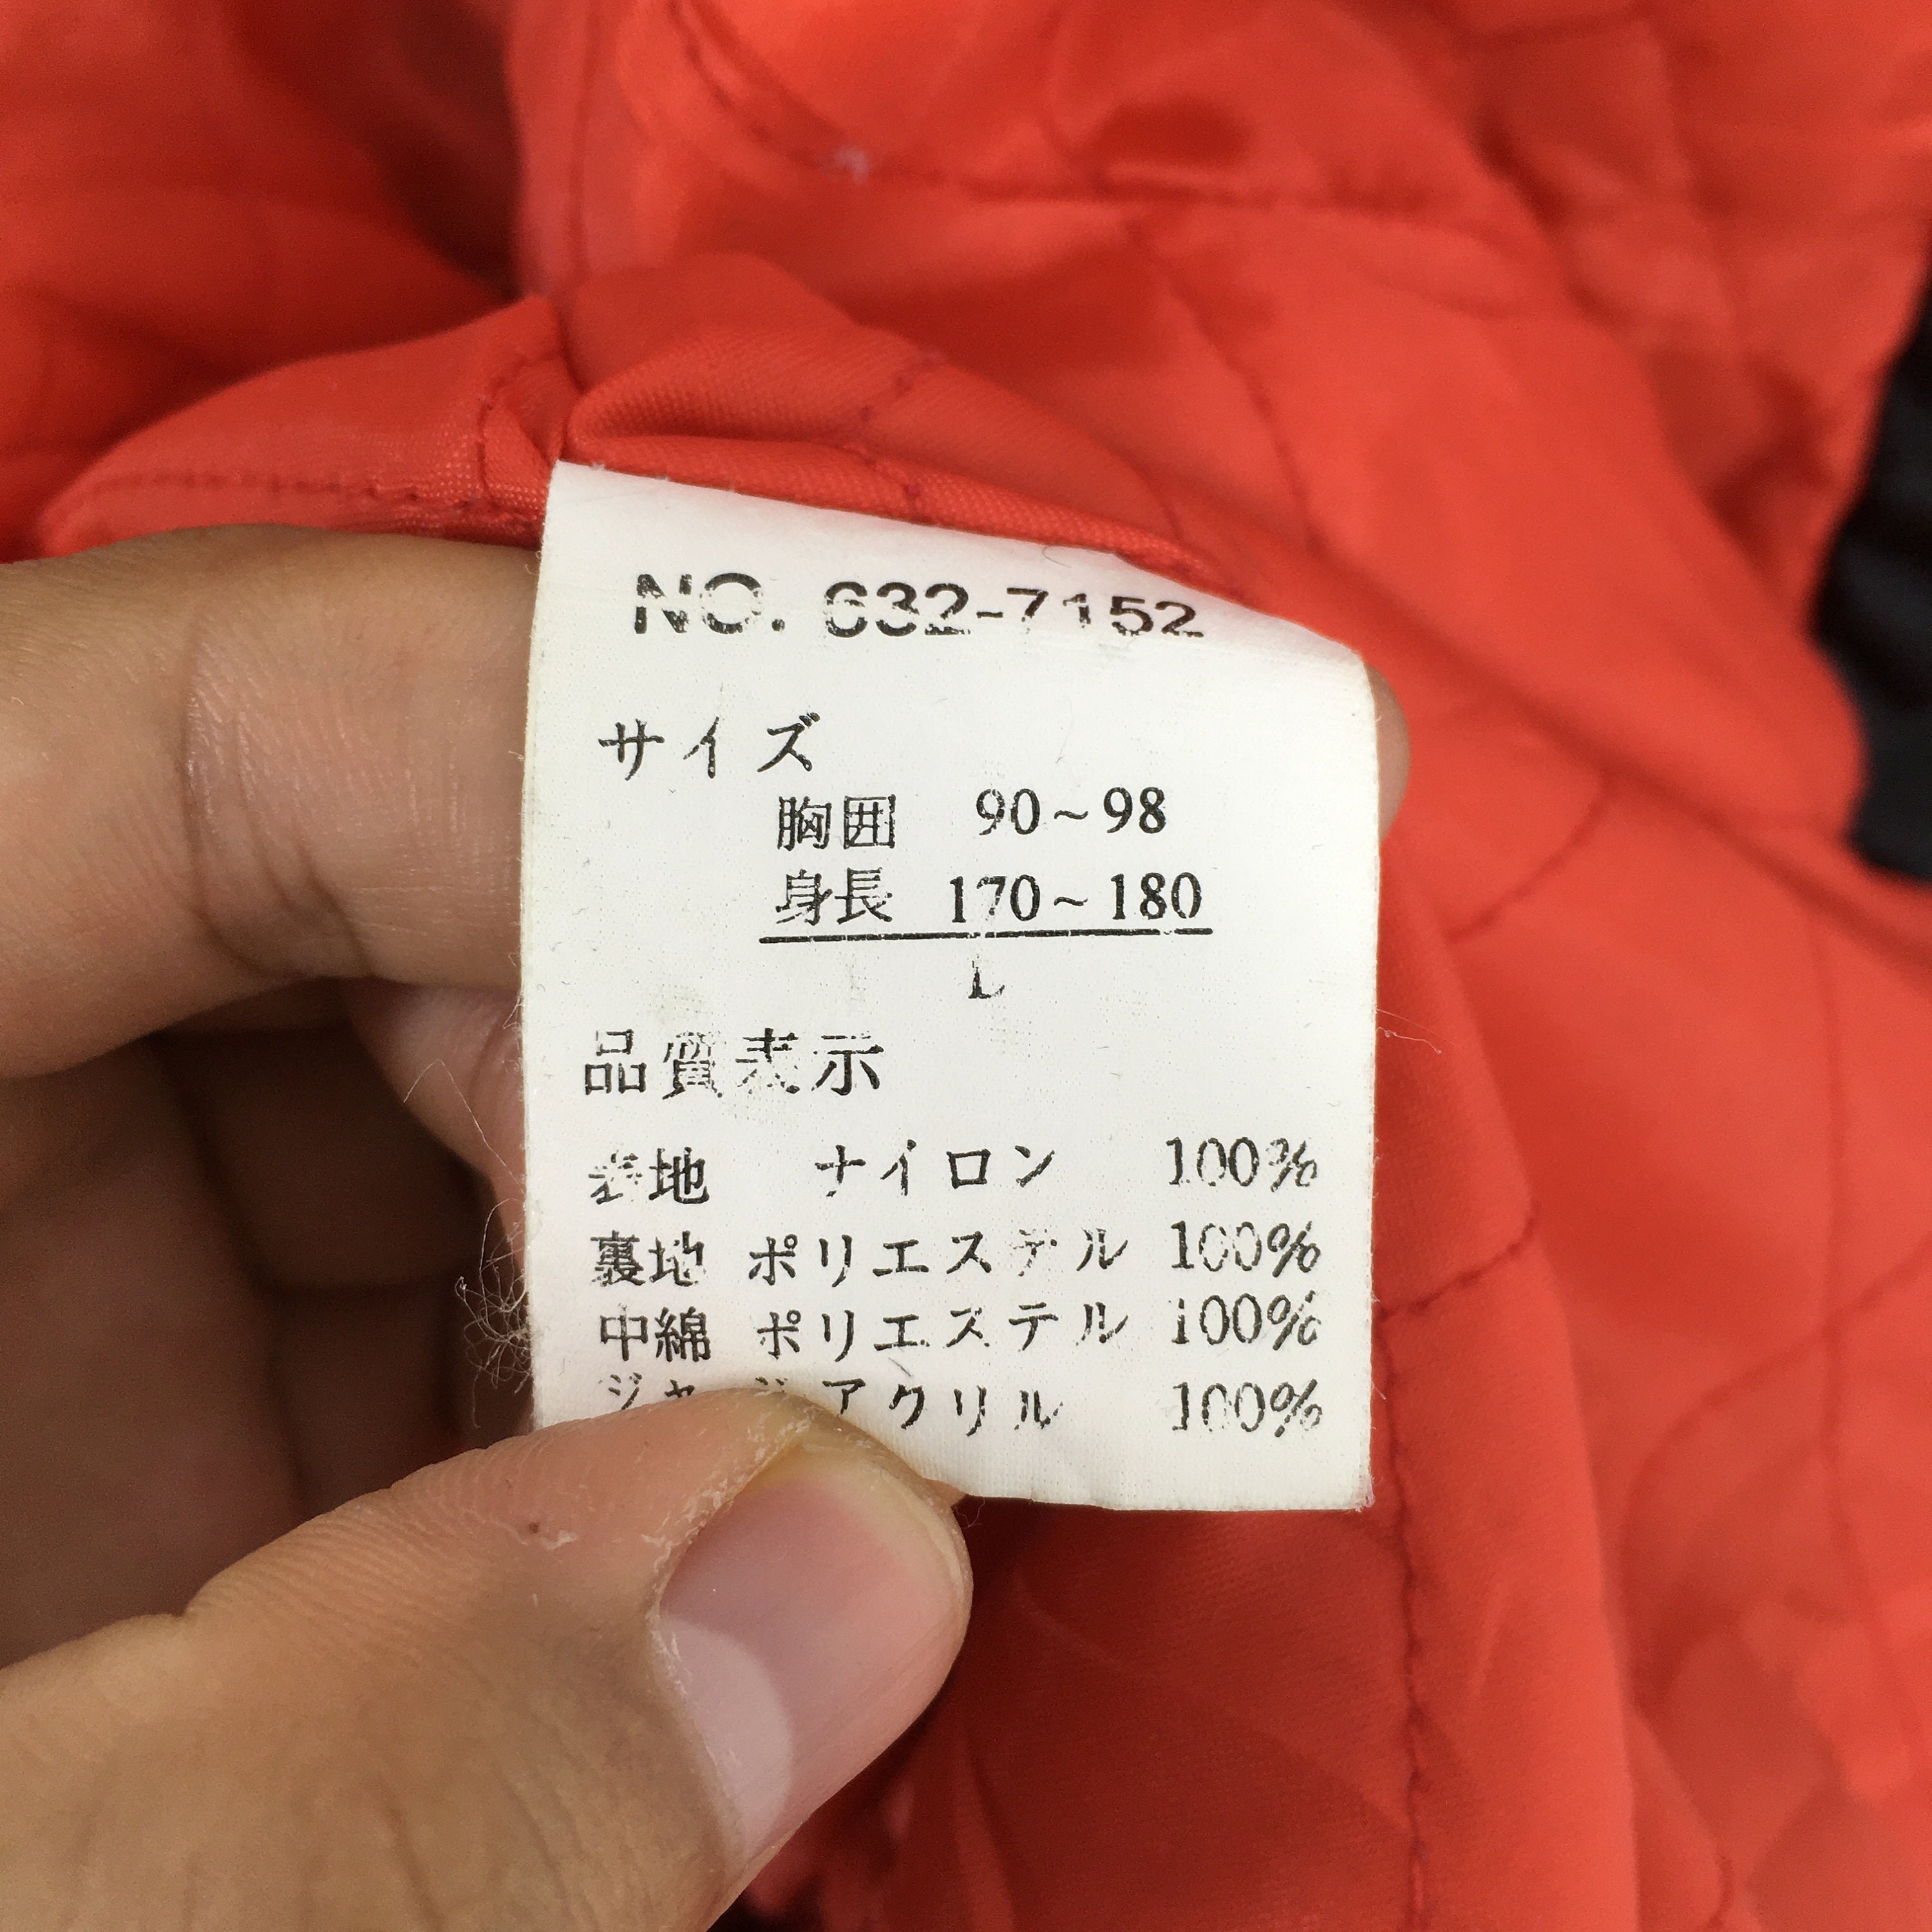 NO. 632-7152
サイズ
胸囲 90~98
身長 170~180
L
品質表示
表地 ナイロン 100%
裏地 ポリエステル 100%
中綿 ポリエステル 100%
アクリル 100%